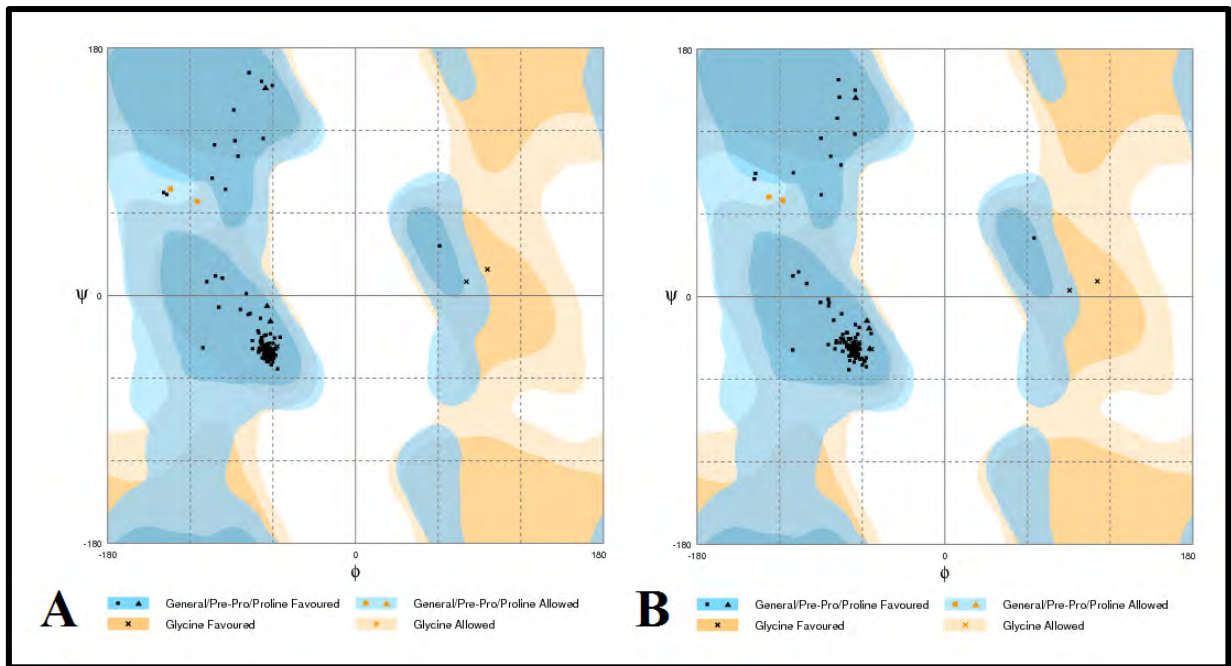 180
ψ
0
-180
-180
0
180
ϕ
A
General/Pre-Pro/Proline Favoured
General/Pre-Pro/Proline Allowed
Glycine Favoured
Glycine Allowed
180
ψ
0
-180
-180
0
180
ϕ
B
General/Pre-Pro/Proline Favoured
General/Pre-Pro/Proline Allowed
Glycine Favoured
Glycine Allowed